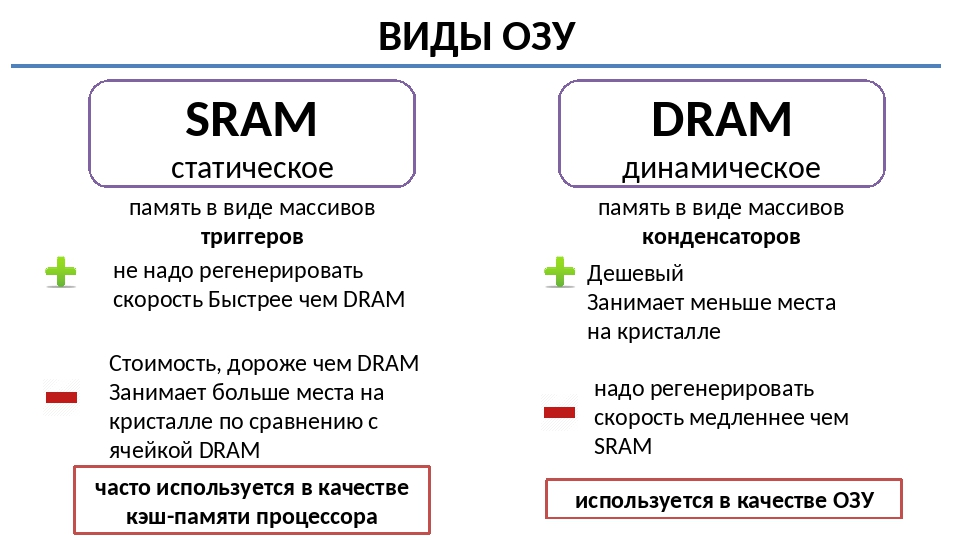 ВИДЫ ОЗУ
SRAM
статическое
память в виде массивов
триггеров
не надо регенерировать
скорость Быстрее чем DRAM
Стоимость, дороже чем DRAM
Занимает больше места на
кристалле по сравнению с
ячейкой DRAM
часто используется в качестве
кэш-памяти процессора
DRAM
динамическое
память в виде массивов
конденсаторов
Дешевый
Занимает меньше места
на кристалле
надо регенерировать
скорость медленнее чем
SRAM
используется в качестве ОЗУ